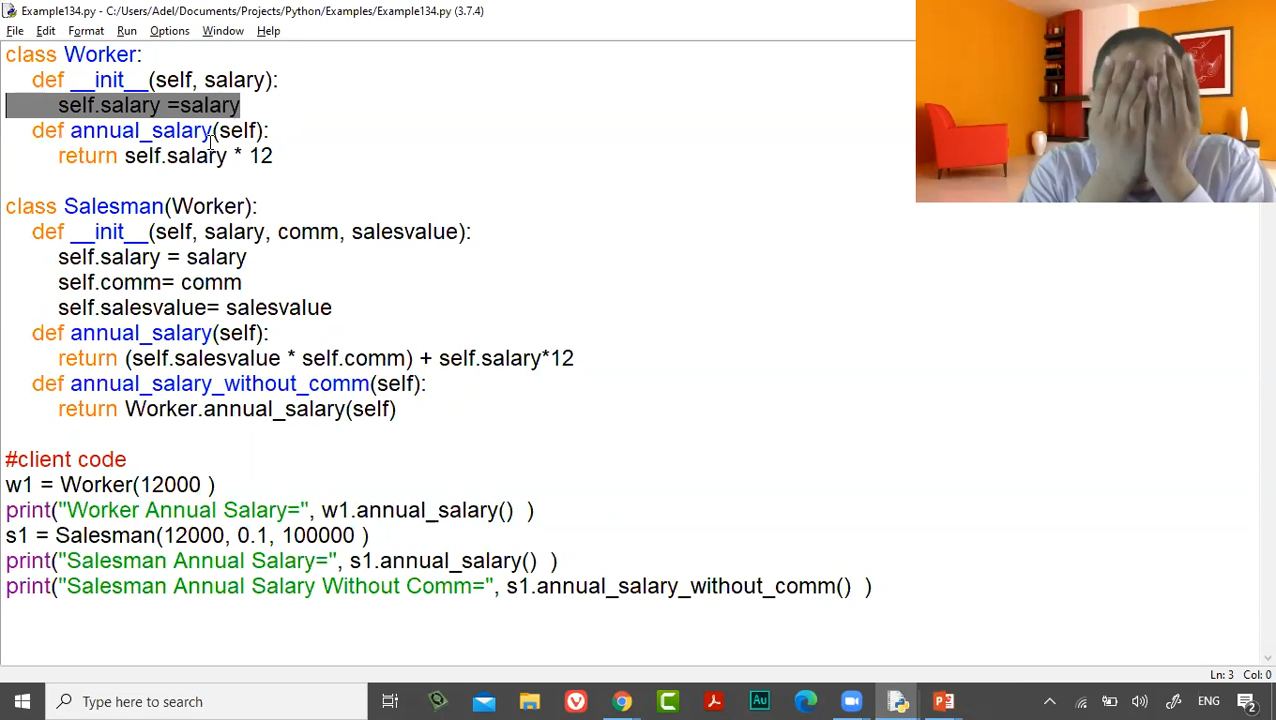 Example134.py - C:/Users/Adel/Documents/Projects/Python/Examples/Example134.py (3.7.4)
File Edit Format Run Options Window Help
class Worker:
def __init__(self, salary):
self.salary =salary
def annual_salary(self):
return self.salary * 12
class Salesman(Worker):
def __init__(self, salary, comm, salesvalue):
self.salary = salary
self.comm= comm
self.salesvalue= salesvalue
def annual_salary(self):
return (self.salesvalue * self.comm) + self.salary*12
def annual_salary_without_comm(self):
return Worker.annual_salary(self)
#client code
w1 = Worker(12000 )
print("Worker Annual Salary=", w1.annual_salary()  )
s1 = Salesman(12000, 0.1, 100000 )
print("Salesman Annual Salary=", s1.annual_salary()  )
print("Salesman Annual Salary Without Comm=", s1.annual_salary_without_comm()  )
Ln: 3 Col: 0
Type here to search
Au
ENG
2